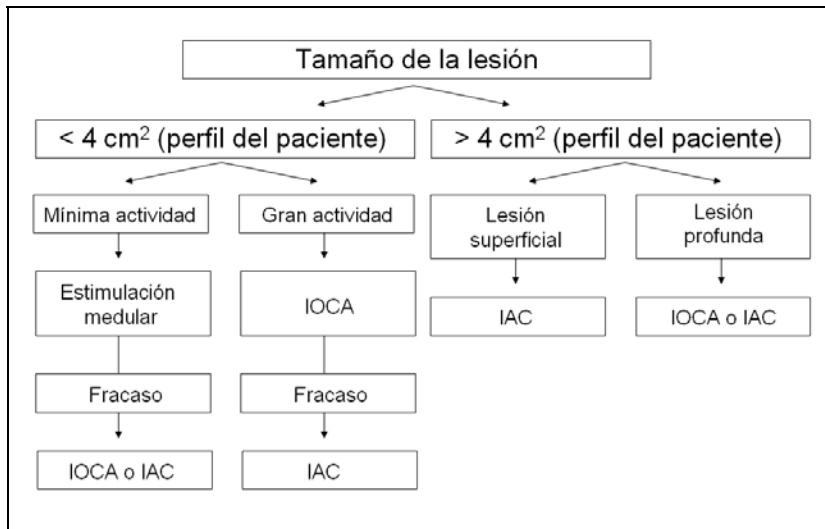 Tamaño de la lesión
< 4 cm² (perfil del paciente)
> 4 cm² (perfil del paciente)
Mínima actividad
Gran actividad
Lesión
superficial
Lesión
profunda
Estimulación
medular
IOCA
IAC
IOCA o IAC
Fracaso
Fracaso
IOCA o IAC
IAC